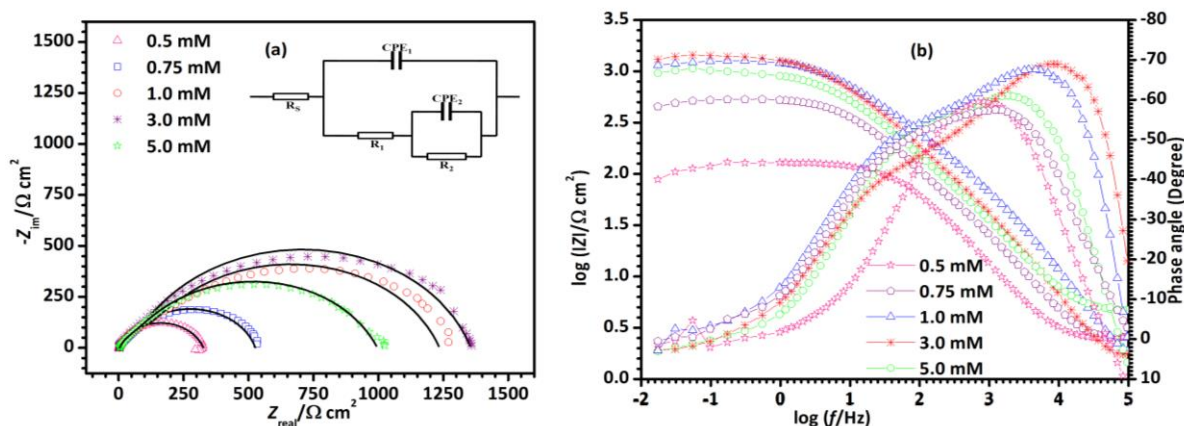 (a)
0.5 mM
0.75 mM
1.0 mM
3.0 mM
5.0 mM
CPE1
RS
CPE2
R1
R2
1500
1250
1000
750
500
250
0
-Zim/Ω cm2
0 250 500 750 1000 1250 1500
Zreal/Ω cm2
(b)
3.5
3.0
2.5
2.0
1.5
1.0
0.5
0.0
log (IZI/Ω cm2)
-80
-70
-60
-50
-40
-30
-20
-10
0
10
Phase angle (Degree)
0.5 mM
0.75 mM
1.0 mM
3.0 mM
5.0 mM
-2 -1 0 1 2 3 4 5
log (f/Hz)